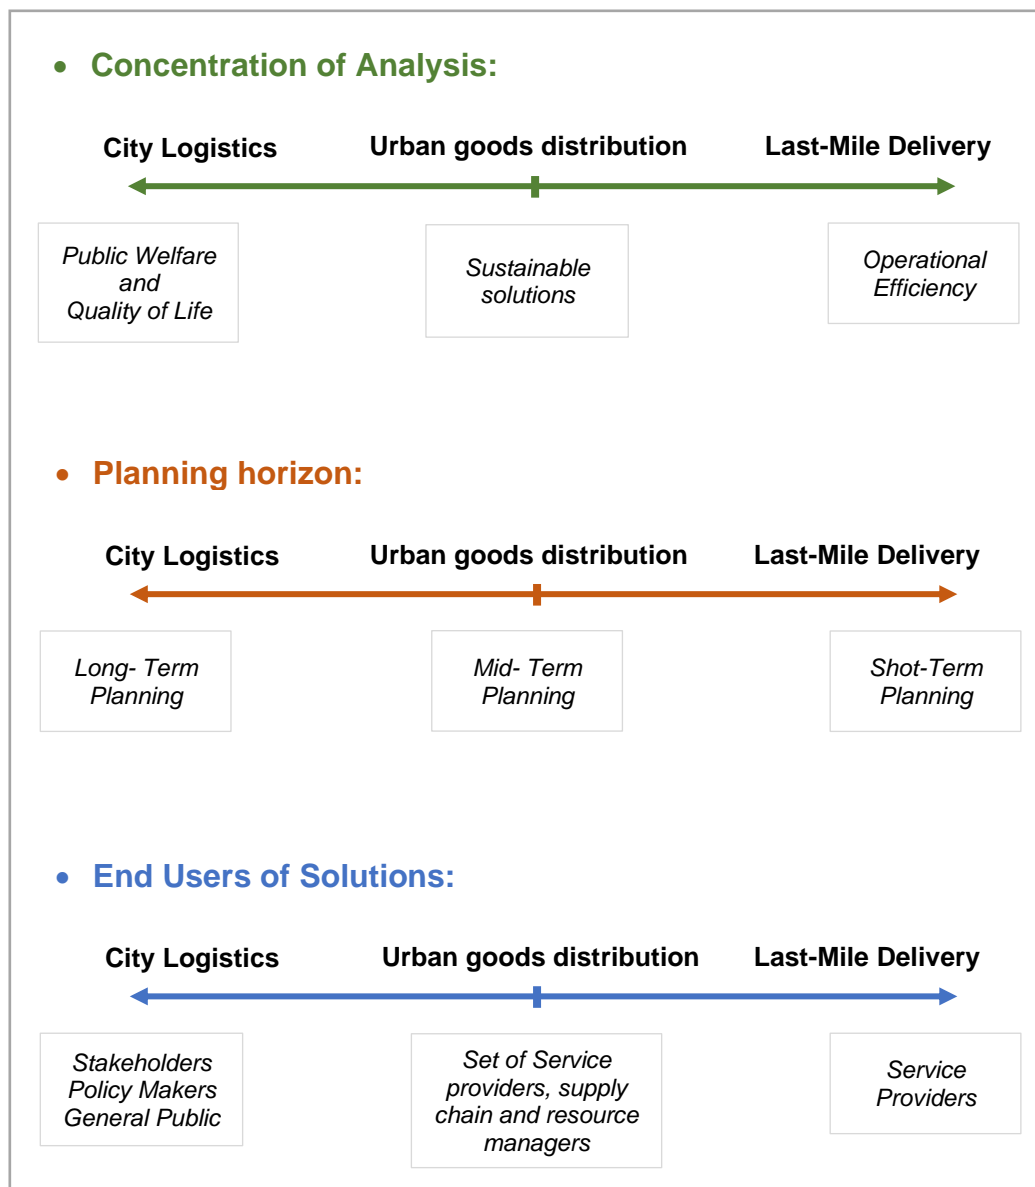 • Concentration of Analysis:
City Logistics Urban goods distribution Last-Mile Delivery
Public Welfare
and
Quality of Life
Sustainable
solutions
Operational
Efficiency
• Planning horizon:
City Logistics Urban goods distribution Last-Mile Delivery
Long- Term
Planning
Mid- Term
Planning
Shot-Term
Planning
• End Users of Solutions:
City Logistics Urban goods distribution Last-Mile Delivery
Stakeholders
Policy Makers
General Public
Set of Service
providers, supply
chain and resource
managers
Service
Providers